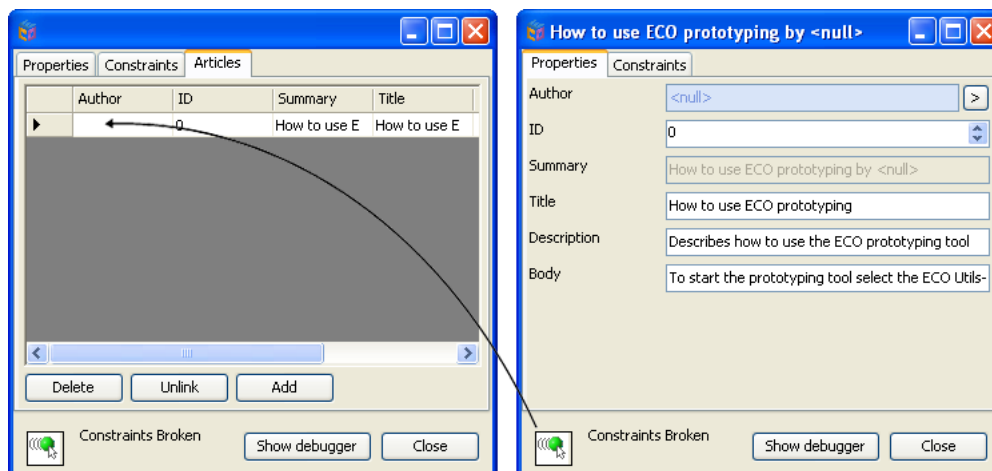 Properties Constraints Articles
Author ID Summary Title
0 How to use E How to use E
Delete Unlink Add
Constraints Broken Show debugger Close
How to use ECO prototyping by <null>
Properties Constraints
Author <null> >
ID 0
Summary How to use ECO prototyping by <null>
Title How to use ECO prototyping
Description Describes how to use the ECO prototyping tool
Body To start the prototyping tool select the ECO Utils-
Constraints Broken Show debugger Close